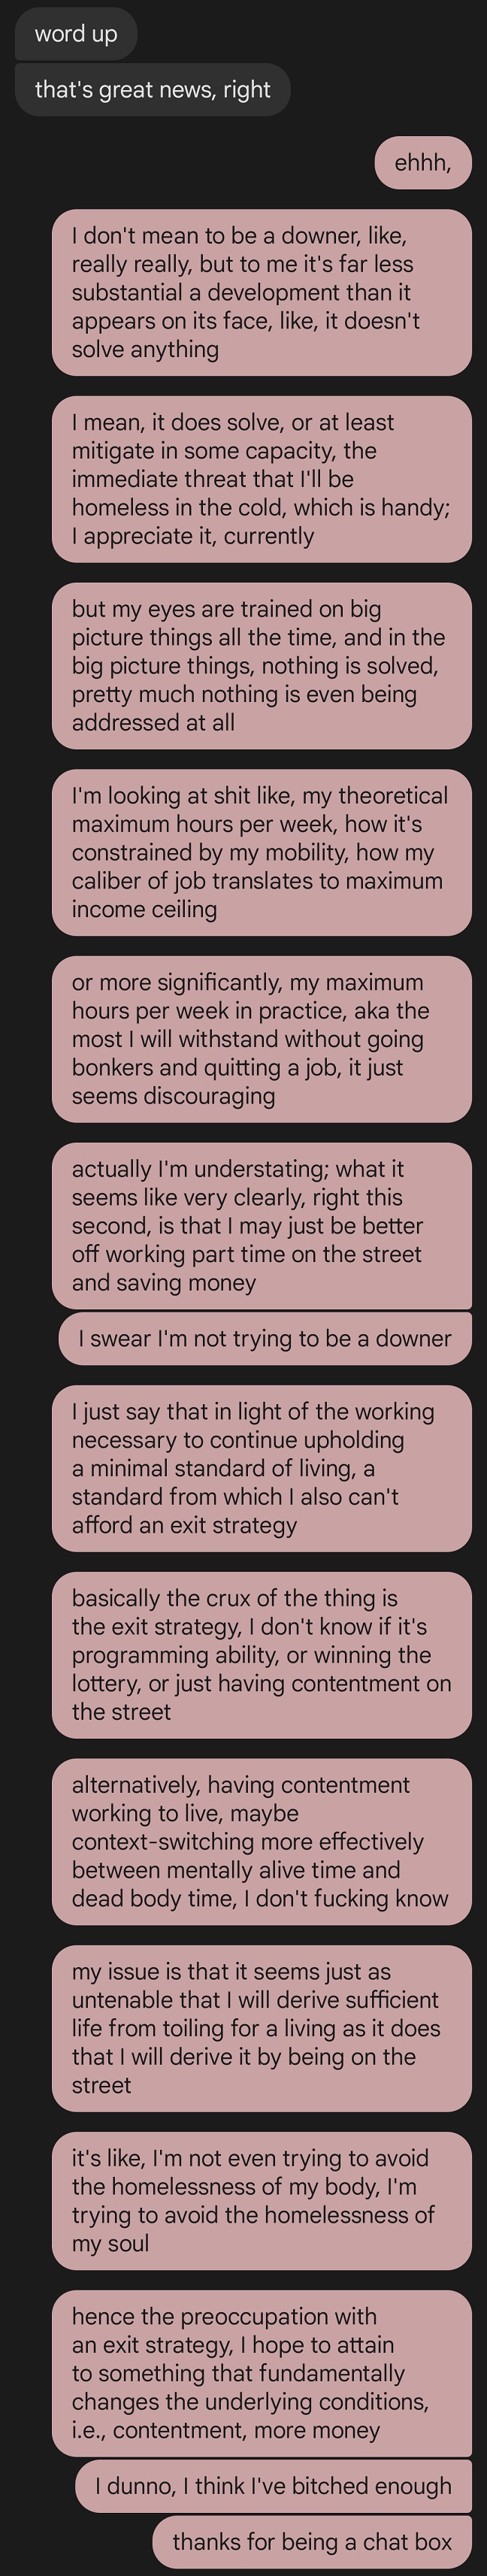 word up
that's great news, right
ehhh,
I don't mean to be a downer, like,
really really, but to me it's far less
substantial a development than it
appears on its face, like, it doesn't
solve anything
I mean, it does solve, or at least
mitigate in some capacity, the
immediate threat that I'll be
homeless in the cold, which is handy;
I appreciate it, currently
but my eyes are trained on big
picture things all the time, and in the
big picture things, nothing is solved,
pretty much nothing is even being
addressed at all
I'm looking at shit like, my theoretical
maximum hours per week, how it's
constrained by my mobility, how my
caliber of job translates to maximum
income ceiling
or more significantly, my maximum
hours per week in practice, aka the
most I will withstand without going
bonkers and quitting a job, it just
seems discouraging
actually I'm understating; what it
seems like very clearly, right this
second, is that I may just be better
off working part time on the street
and saving money
I swear I'm not trying to be a downer
I just say that in light of the working
necessary to continue upholding
a minimal standard of living, a
standard from which I also can't
afford an exit strategy
basically the crux of the thing is
the exit strategy, I don't know if it's
programming ability, or winning the
lottery, or just having contentment on
the street
alternatively, having contentment
working to live, maybe
context-switching more effectively
between mentally alive time and
dead body time, I don't fucking know
my issue is that it seems just as
untenable that I will derive sufficient
life from toiling for a living as it does
that I will derive it by being on the
street
it's like, I'm not even trying to avoid
the homelessness of my body, I'm
trying to avoid the homelessness of
my soul
hence the preoccupation with
an exit strategy, I hope to attain
to something that fundamentally
changes the underlying conditions,
i.e., contentment, more money
I dunno, I think I've bitched enough
thanks for being a chat box